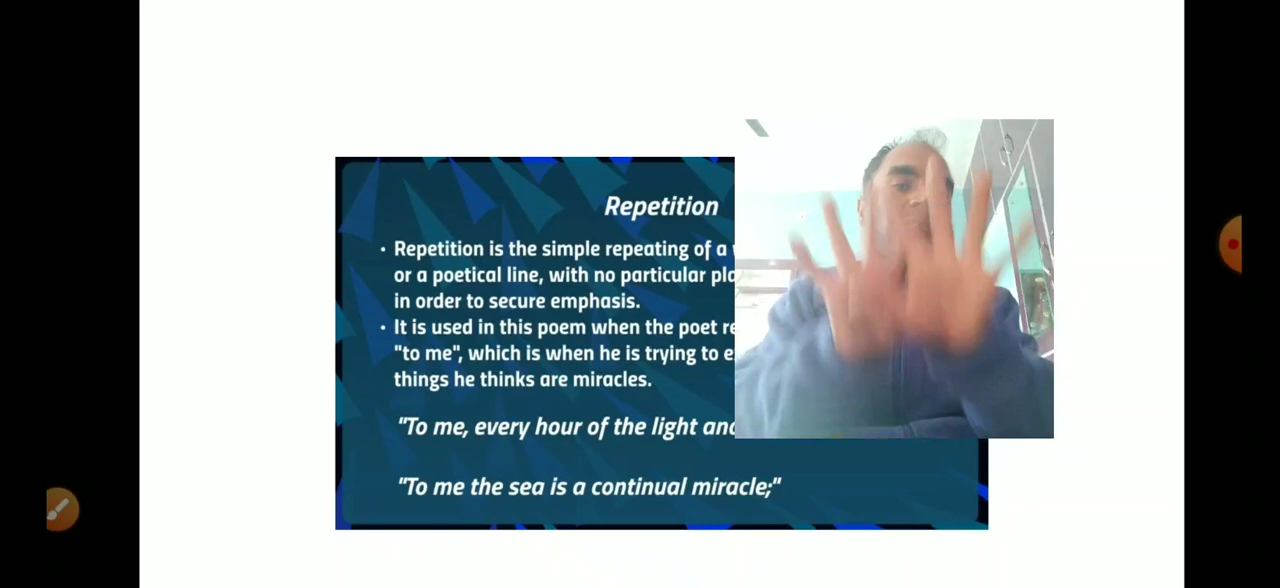 Repetition
• Repetition is the simple repeating of a
or a poetical line, with no particular
in order to secure emphasis.
• It is used in this poem when the poet
"to me", which is when he is trying to
things he thinks are miracles.
"To me, every hour of the light and
"To me the sea is a continual miracle;"